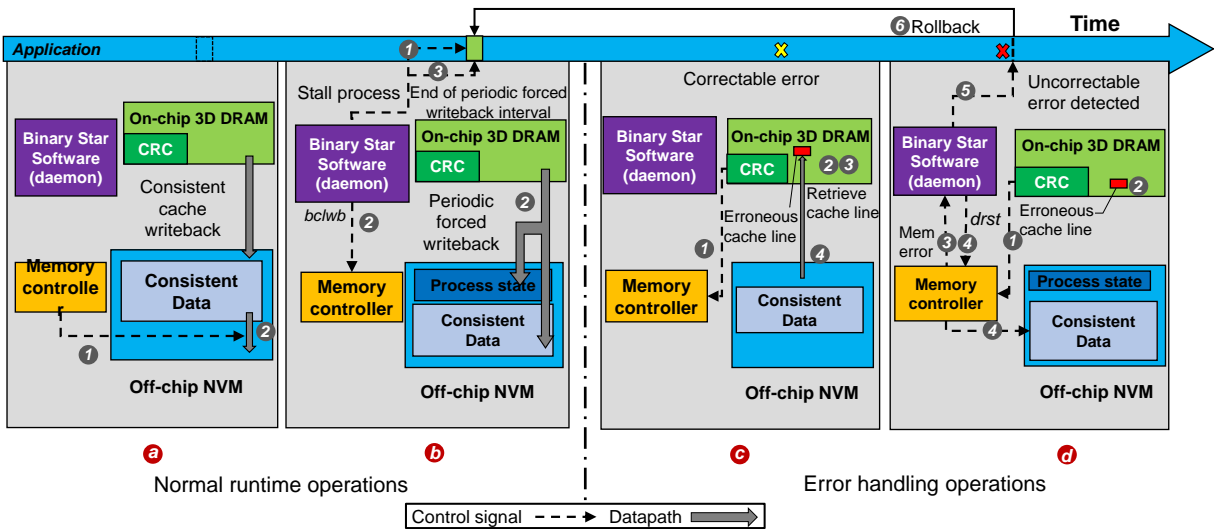 6 Rollback
Time
Application
1
3
Stall process
End of periodic forced
writeback interval
Correctable error
5
Uncorrectable
error detected
Binary Star
Software
(daemon)
On-chip 3D DRAM
CRC
Consistent
cache
writeback
Memory
controlle
r
Consistent
Data
1
2
Off-chip NVM
Binary Star
Software
(daemon)
On-chip 3D DRAM
CRC
bclwb
2
Periodic
forced
writeback
2
Memory
controller
Process state
Consistent
Data
Off-chip NVM
Binary Star
Software
(daemon)
On-chip 3D DRAM
CRC
2 3
Erroneous
cache line
Retrieve
cache line
1
4
Memory
controller
Consistent
Data
Off-chip NVM
Binary Star
Software
(daemon)
On-chip 3D DRAM
CRC
2
Erroneous
cache line
drst
Mem
error
3
4
1
Memory
controller
4
Process state
Consistent
Data
Off-chip NVM
a
b
c
d
Normal runtime operations
Error handling operations
Control signal
Datapath